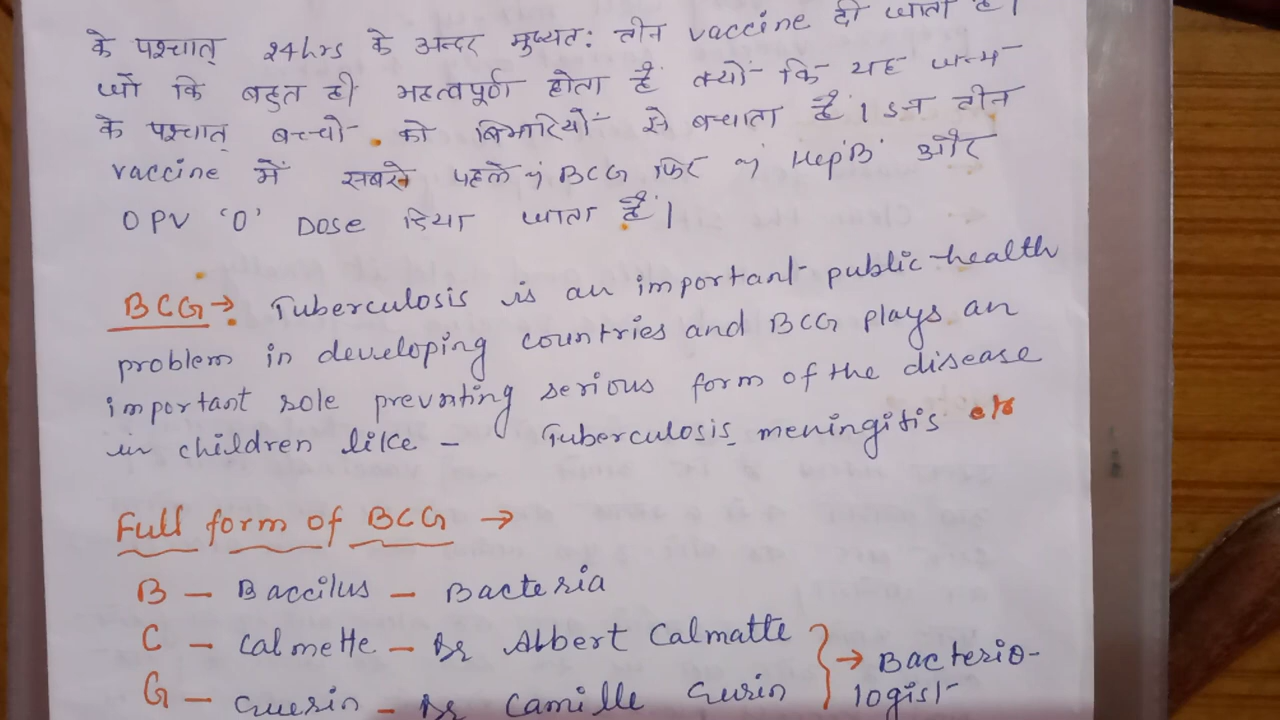 के पश्चात् 24hrs के अन्दर मुख्यत: तीन vaccine दी जाता है।
जो कि बहुत ही महत्वपूर्ण होता है क्यों कि यह जन्म
के पश्चात् बच्चो को बिमारियों से बचाता है। इन तीन
vaccine में सबसे पहले BCG फिर Hep'B' और
OPV 'O' Dose दिया जाता है।
BCG → Tuberculosis is an important public-health
problem in developing countries and BCG plays an
important role prevnting serious form of the disease
in children like - Tuberculosis meningitis etc
Full form of BCG →
B - Baccilus - Bacteria
C - Calmette - Dr Albert Calmatte
G - Guerin - Dr Camille Gurin } → Bacterio-
logist